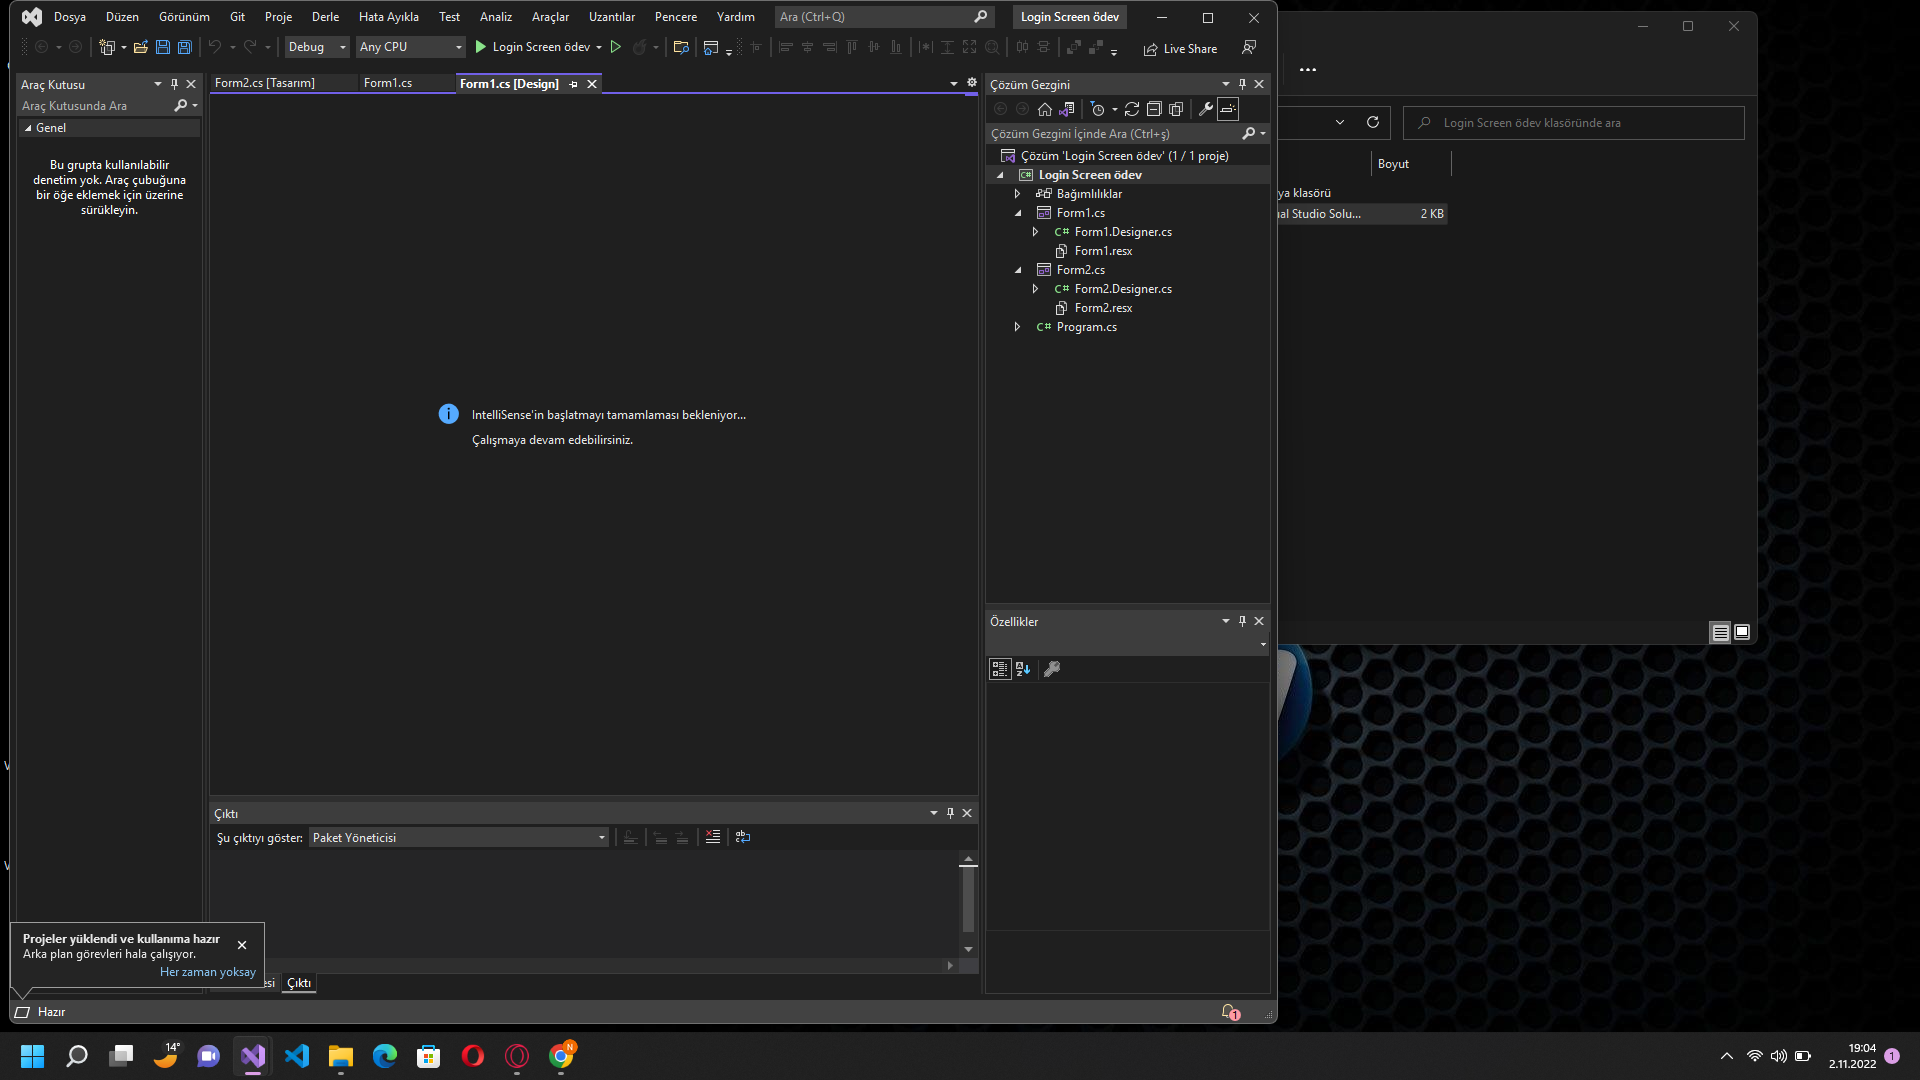 Dosya Düzen Görünüm Git Proje Derle Hata Ayıkla Test Analiz Araçlar Uzantılar Pencere Yardım Ara (Ctrl+Q) Login Screen ödev
Debug Any CPU Login Screen ödev Live Share
Araç Kutusu
Araç Kutusunda Ara
Genel
Bu grupta kullanılabilir
denetim yok. Araç çubuğuna
bir öğe eklemek için üzerine
sürükleyin.
Form2.cs [Tasarım] Form1.cs Form1.cs [Design]
IntelliSense'in başlatmayı tamamlaması bekleniyor...
Çalışmaya devam edebilirsiniz.
Çözüm Gezgini
Çözüm Gezgini İçinde Ara (Ctrl+ş)
Çözüm 'Login Screen ödev' (1 / 1 proje)
Login Screen ödev
Bağımlılıklar
Form1.cs
C# Form1.Designer.cs
Form1.resx
Form2.cs
C# Form2.Designer.cs
Form2.resx
C# Program.cs
Özellikler
Login Screen ödev klasöründe ara
Boyut
ya klasörü
al Studio Solu... 2 KB
Çıktı
Şu çıktıyı göster: Paket Yöneticisi
Projeler yüklendi ve kullanıma hazır
Arka plan görevleri hala çalışıyor.
Her zaman yoksay
esi Çıktı
Hazır
1
14°
N
19:04
2.11.2022
1